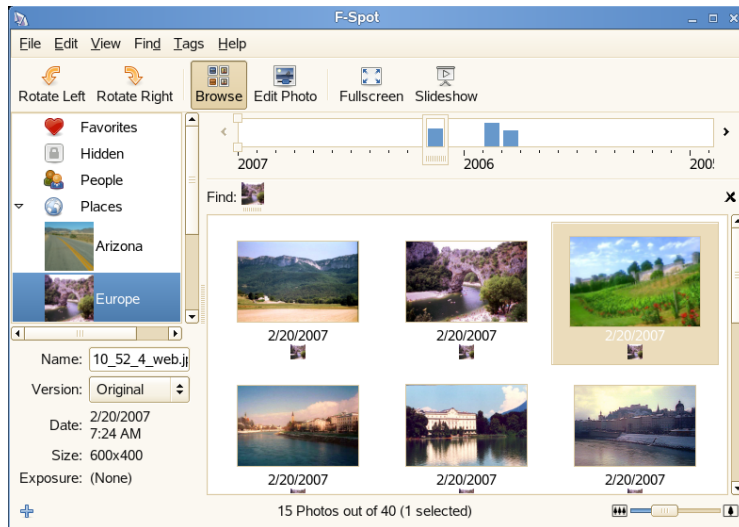 F-Spot
File Edit View Find Tags Help
Rotate Left Rotate Right Browse Edit Photo Fullscreen Slideshow
Favorites
Hidden
People
Places
Arizona
Europe
2007 2006 200
Find:
2/20/2007 2/20/2007 2/20/2007
2/20/2007 2/20/2007 2/20/2007
Name: 10_52_4_web.j
Version: Original
Date: 2/20/2007
7:24 AM
Size: 600x400
Exposure: (None)
15 Photos out of 40 (1 selected)